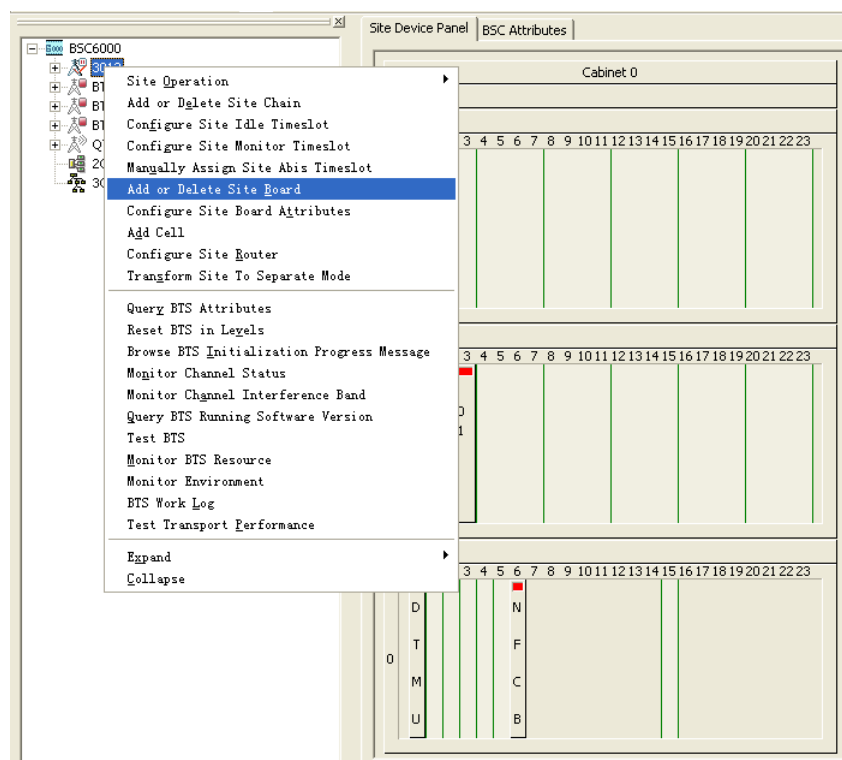 Site Device Panel
BSC Attributes
BSC6000
Cabinet 0
Site Operation
Add or Delete Site Chain
Configure Site Idle Timeslot
Configure Site Monitor Timeslot
Manually Assign Site Abis Timeslot
Add or Delete Site Board
Configure Site Board Attributes
Add Cell
Configure Site Router
Transform Site To Separate Mode
Query BTS Attributes
Reset BTS in Levels
Browse BTS Initialization Progress Message
Monitor Channel Status
Monitor Channel Interference Band
Query BTS Running Software Version
Test BTS
Monitor BTS Resource
Monitor Environment
BTS Work Log
Test Transport Performance
Expand
Collapse
3 4 5 6 7 8 9 10 11 12 13 14 15 16 17 18 19 20 21 22 23
3 4 5 6 7 8 9 10 11 12 13 14 15 16 17 18 19 20 21 22 23
1
3 4 5 6 7 8 9 10 11 12 13 14 15 16 17 18 19 20 21 22 23
0
D T M U
N F C B